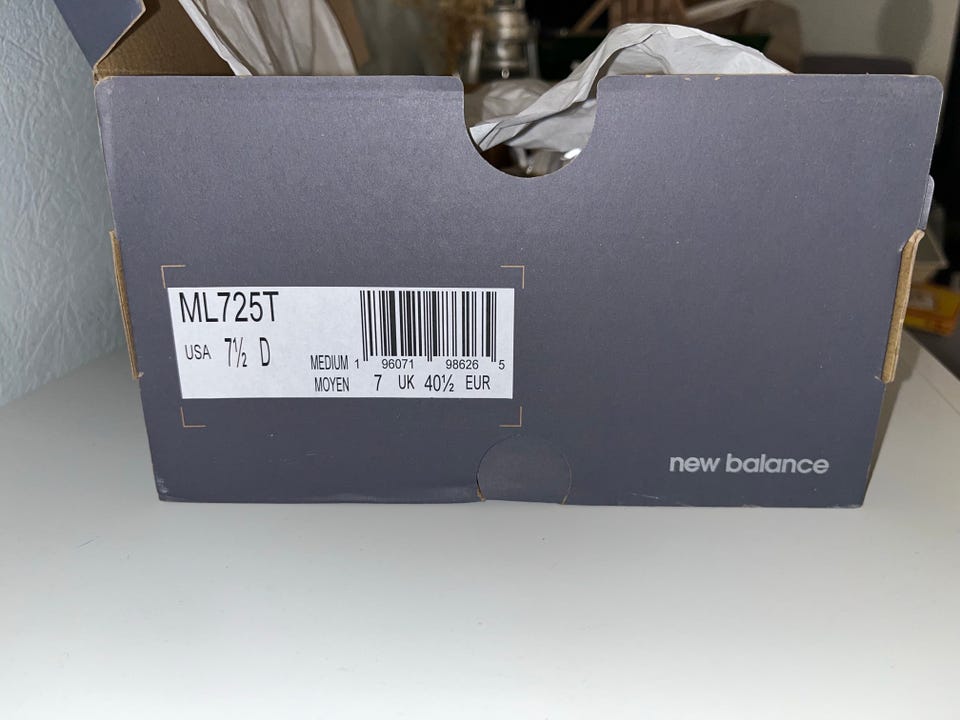 ML725T
USA 7½ D
MEDIUM 1 96071 98626 5
MOYEN 7 UK 40½ EUR
new balance